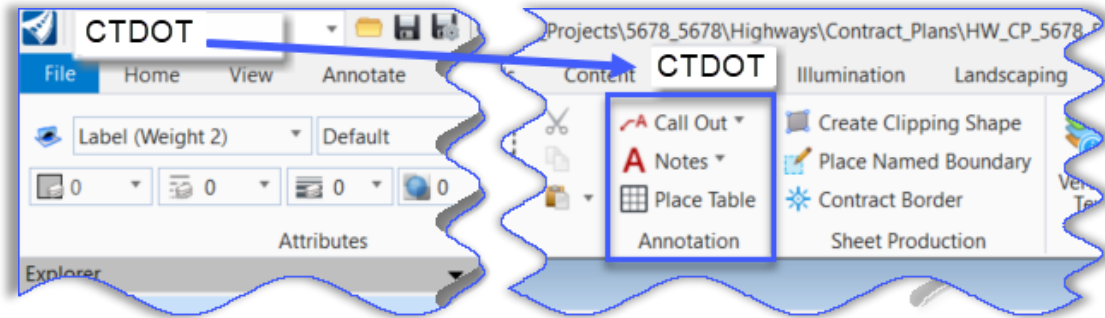 CTDOT
_Projects\5678_5678\Highways\Contract_Plans\HW_CP_5678_5
File Home View Annotate
Content CTDOT Illumination Landscaping
Label (Weight 2) Default
0 0 0 0
Attributes
Explorer
Call Out
Notes
Place Table
Annotation
Create Clipping Shape
Place Named Boundary
Contract Border
Sheet Production